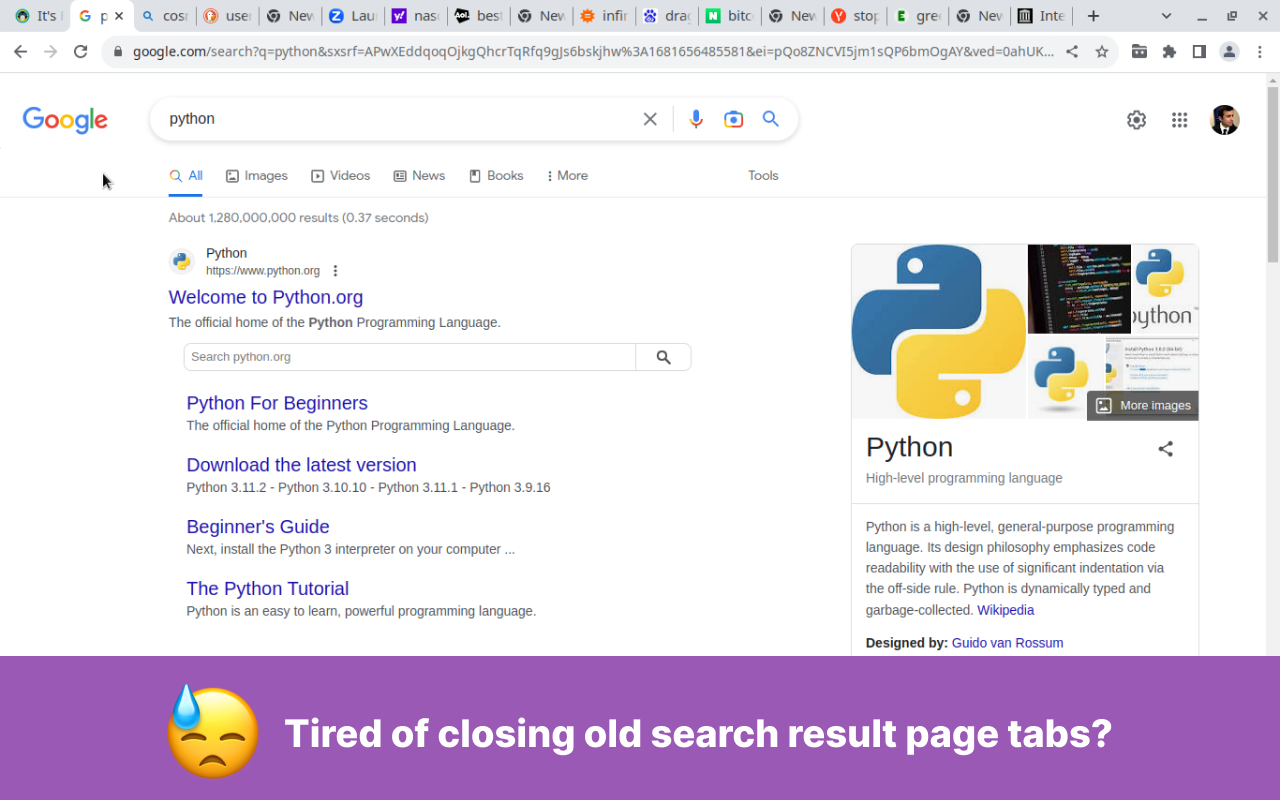 It's
cosr
user
New
Lau
nas
AOL.
best
New
infir
drag
bitc
New
stop
gre
New
Inte
google.com/search?q=python&sxsrf=APwXEddqoqOjkgQhcrTqRfq9gJs6bskjhw%3A1681656485581&ei=pQo8ZNCVI5jm1sQP6bmOgAY&ved=0ahUK...
Google
python
All Images Videos News Books More Tools
About 1,280,000,000 results (0.37 seconds)
Python
https://www.python.org
Welcome to Python.org
The official home of the Python Programming Language.
Search python.org
Python For Beginners
The official home of the Python Programming Language.
Download the latest version
Python 3.11.2 - Python 3.10.10 - Python 3.11.1 - Python 3.9.16
Beginner's Guide
Next, install the Python 3 interpreter on your computer ...
The Python Tutorial
Python is an easy to learn, powerful programming language.
python
More images
Python
High-level programming language
Python is a high-level, general-purpose programming
language. Its design philosophy emphasizes code
readability with the use of significant indentation via
the off-side rule. Python is dynamically typed and
garbage-collected. Wikipedia
Designed by: Guido van Rossum
Tired of closing old search result page tabs?